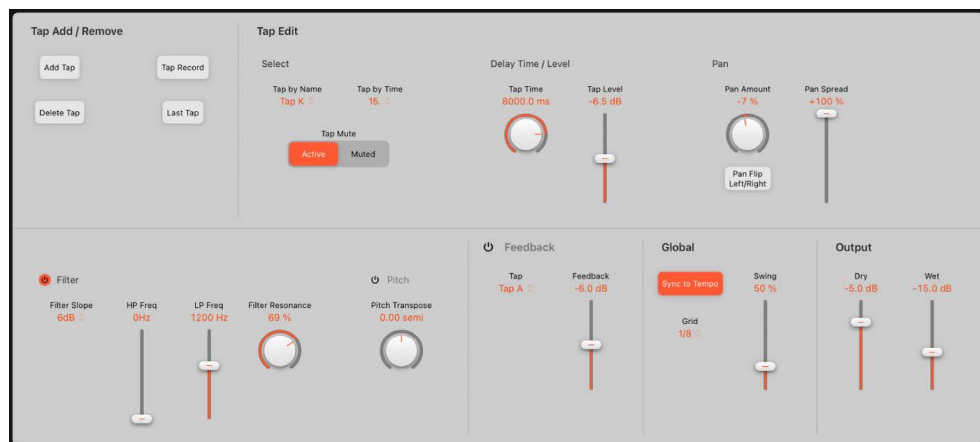 Tap Add / Remove
Add Tap
Tap Record
Delete Tap
Last Tap
Tap Edit
Select
Tap by Name
Tap K
Tap by Time
15.
Tap Mute
Active
Muted
Delay Time / Level
Tap Time
8000.0 ms
Tap Level
-6.5 dB
Pan
Pan Amount
-7 %
Pan Flip
Left/Right
Pan Spread
+100 %
Filter
Filter Slope
6dB
HP Freq
0Hz
LP Freq
1200 Hz
Filter Resonance
69 %
Pitch
Pitch Transpose
0.00 semi
Feedback
Tap
Tap A
Feedback
-6.0 dB
Global
Sync to Tempo
Grid
1/8
Swing
50 %
Output
Dry
-5.0 dB
Wet
-15.0 dB